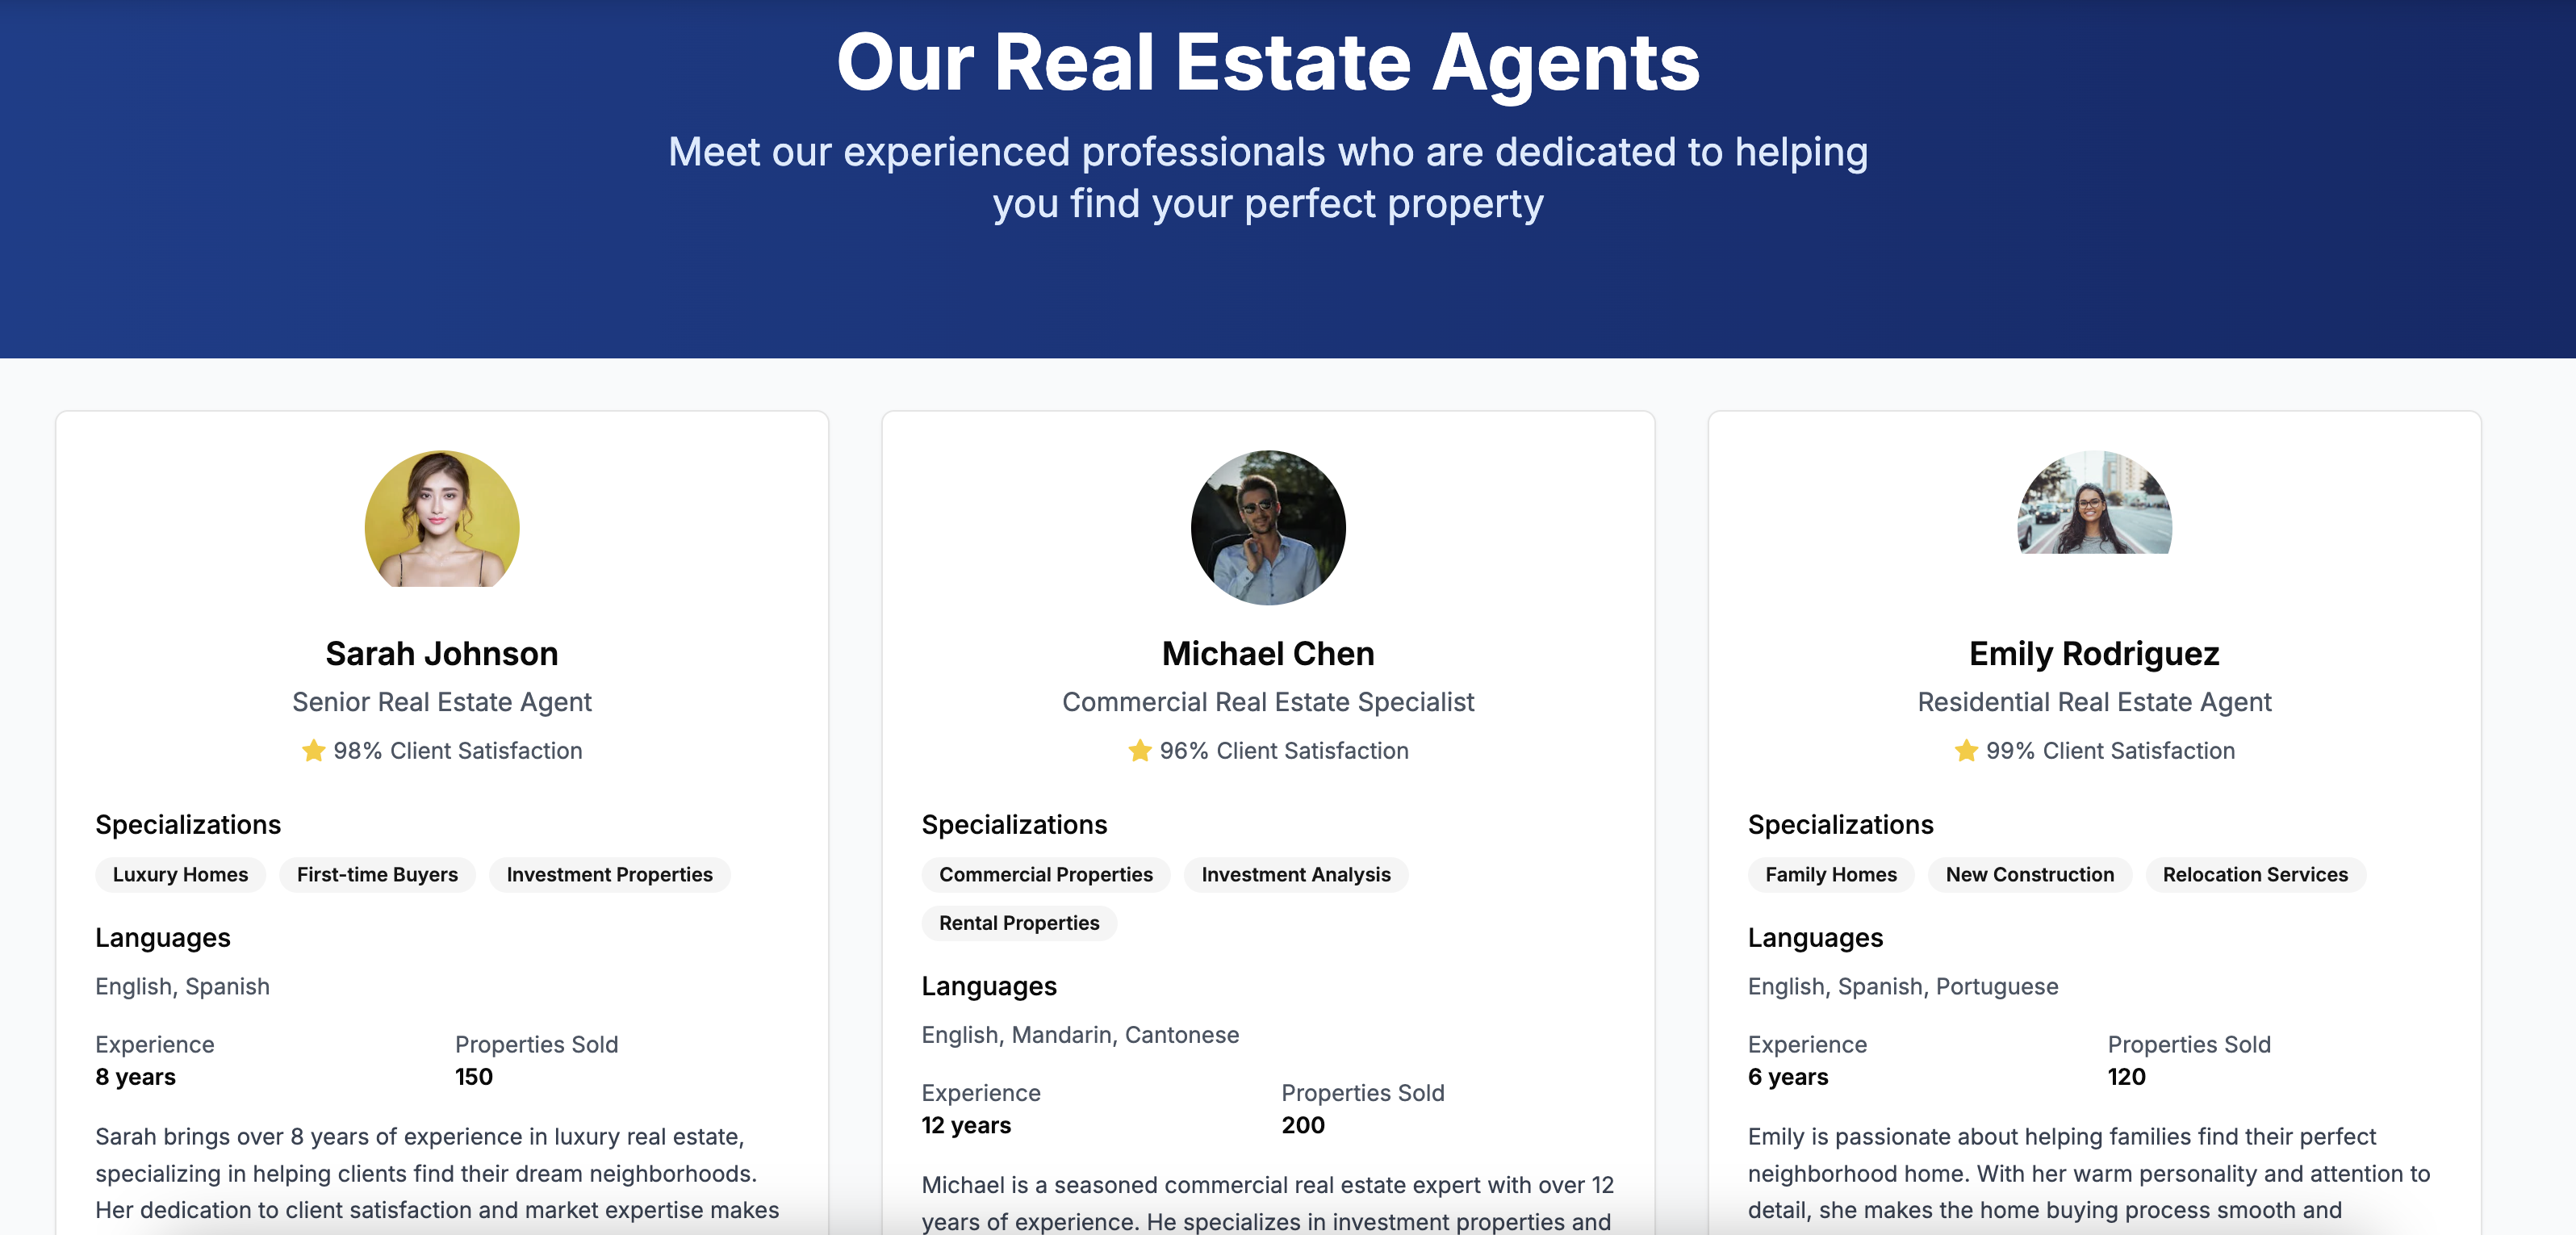 Our Real Estate Agents
Meet our experienced professionals who are dedicated to helping
you find your perfect property
Sarah Johnson
Senior Real Estate Agent
98% Client Satisfaction
Specializations
Luxury Homes
First-time Buyers
Investment Properties
Languages
English, Spanish
Experience
8 years
Properties Sold
150
Sarah brings over 8 years of experience in luxury real estate,
specializing in helping clients find their dream neighborhoods.
Her dedication to client satisfaction and market expertise makes
Michael Chen
Commercial Real Estate Specialist
96% Client Satisfaction
Specializations
Commercial Properties
Investment Analysis
Rental Properties
Languages
English, Mandarin, Cantonese
Experience
12 years
Properties Sold
200
Michael is a seasoned commercial real estate expert with over 12
years of experience. He specializes in investment properties and
Emily Rodriguez
Residential Real Estate Agent
99% Client Satisfaction
Specializations
Family Homes
New Construction
Relocation Services
Languages
English, Spanish, Portuguese
Experience
6 years
Properties Sold
120
Emily is passionate about helping families find their perfect
neighborhood home. With her warm personality and attention to
detail, she makes the home buying process smooth and